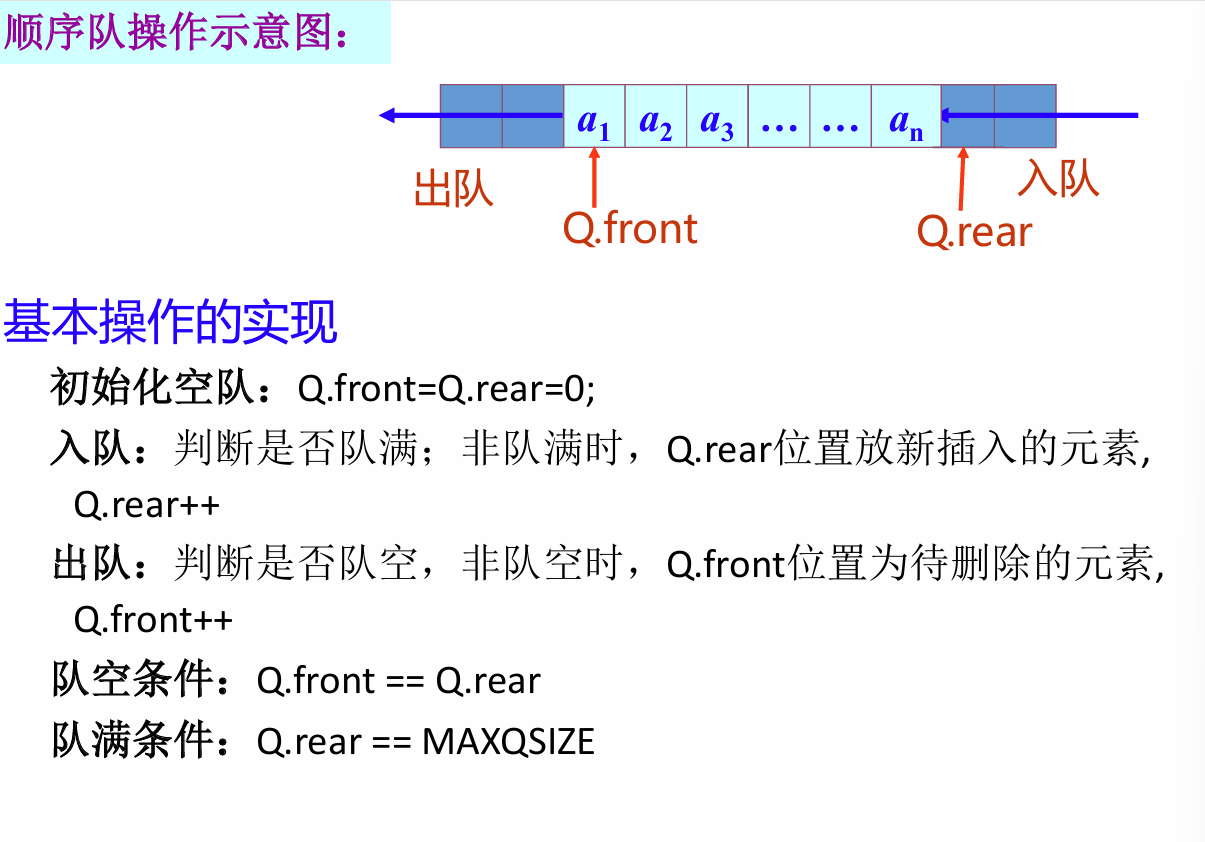 顺序队操作示意图：
a1 a2 a3 … … an
出队 入队
Q.front Q.rear
基本操作的实现
初始化空队：Q.front=Q.rear=0;
入队：判断是否队满；非队满时，Q.rear位置放新插入的元素,
Q.rear++
出队：判断是否队空，非队空时，Q.front位置为待删除的元素,
Q.front++
队空条件：Q.front == Q.rear
队满条件：Q.rear == MAXQSIZE